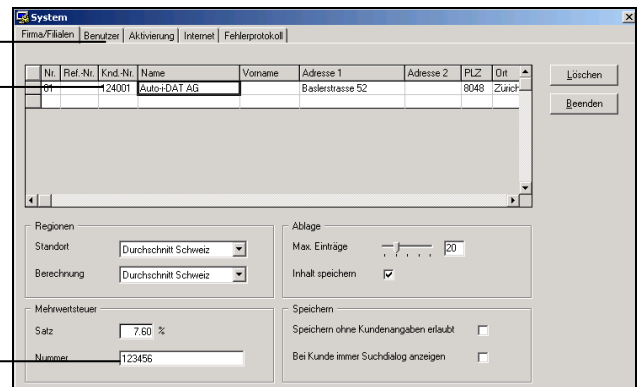 System
Firma/Filialen Benutzer Aktivierung Internet Fehlerprotokoll
Nr. Ref.-Nr. Knd.-Nr. Name Vorname Adresse 1 Adresse 2 PLZ Ort
01 124001 Auto-i-DAT AG Baslerstrasse 52 8048 Zürich
Löschen
Beenden
Regionen
Standort Durchschnitt Schweiz
Berechnung Durchschnitt Schweiz
Ablage
Max. Einträge 20
Inhalt speichern
Mehrwertsteuer
Satz 7.60 %
Nummer 123456
Speichern
Speichern ohne Kundenangaben erlaubt
Bei Kunde immer Suchdialog anzeigen